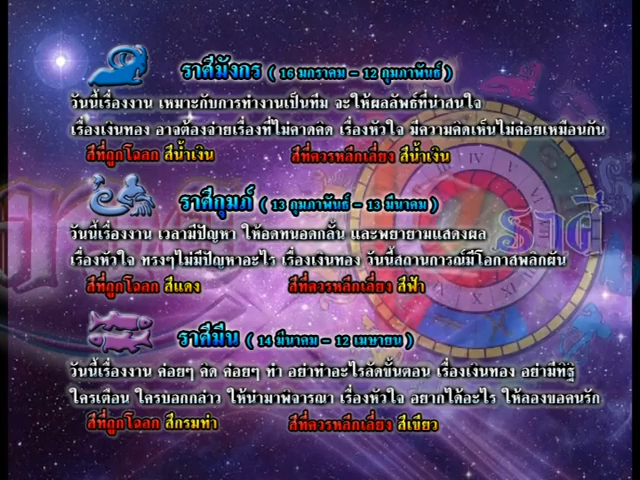 ราศีมังกร ( 16 มกราคม - 12 กุมภาพันธ์ )
วันนี้เรื่องงาน เหมาะกับการทำงานเป็นทีม จะให้ผลลัพธ์ที่น่าสนใจ
เรื่องเงินทอง อาจต้องจ่ายเรื่องที่ไม่คาดคิด เรื่องหัวใจ มีความคิดเห็นไม่ค่อยเหมือนกัน
สีที่ถูกโฉลก สีน้ำเงิน สีที่ควรหลีกเลี่ยง สีน้ำเงิน
ราศีกุมภ์ ( 13 กุมภาพันธ์ - 13 มีนาคม )
วันนี้เรื่องงาน เวลามีปัญหา ให้อดทนอดกลั้น และพยายามแสดงผล
เรื่องหัวใจ ทรงๆไม่มีปัญหาอะไร เรื่องเงินทอง วันนี้สถานการณ์มีโอกาสพลิกผัน
สีที่ถูกโฉลก สีแดง สีที่ควรหลีกเลี่ยง สีฟ้า
ราศี
ราศีมีน ( 14 มีนาคม - 12 เมษายน )
วันนี้เรื่องงาน ค่อยๆ คิด ค่อยๆ ทำ อย่าทำอะไรลัดขั้นตอน เรื่องเงินทอง อย่ามีทิฐิ
ใครเตือน ใครบอกกล่าว ให้นำมาพิจารณา เรื่องหัวใจ อยากได้อะไร ให้ลองขอคนรัก
สีที่ถูกโฉลก สีกรมท่า สีที่ควรหลีกเลี่ยง สีเขียว